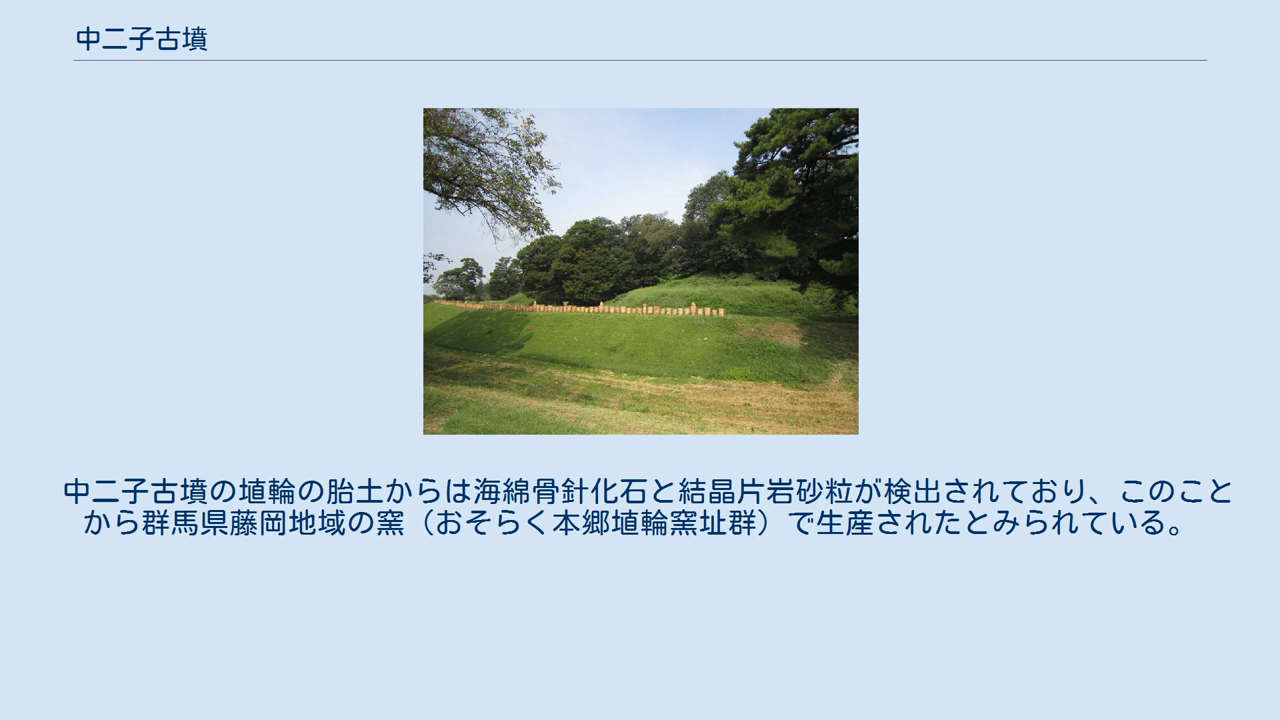 中二子古墳
中二子古墳の埴輪の胎土からは海綿骨針化石と結晶片岩砂粒が検出されており、このこと
から群馬県藤岡地域の窯（おそらく本郷埴輪窯址群）で生産されたとみられている。